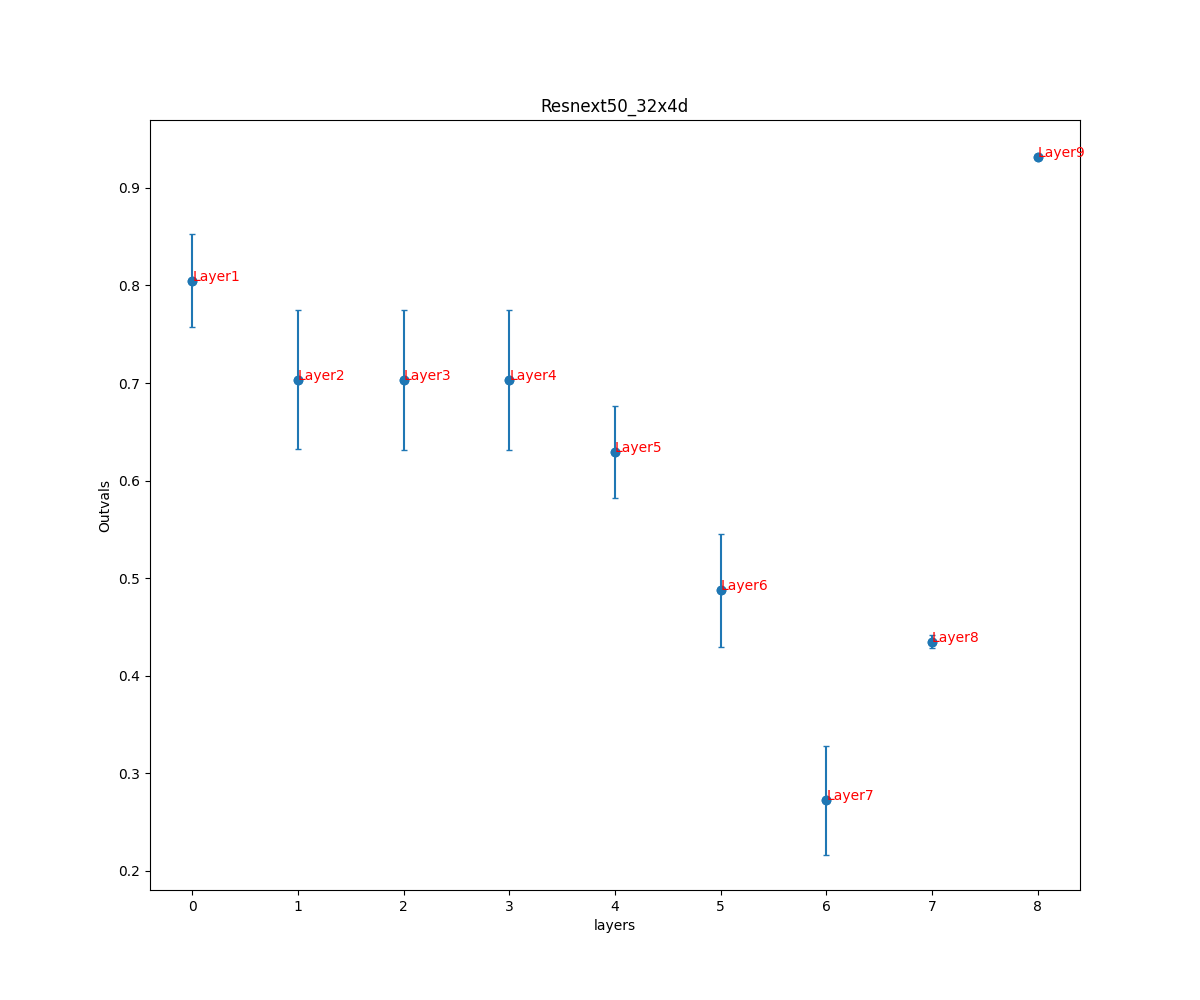 Resnext50_32x4d
Outvals
0.9
0.8
0.7
0.6
0.5
0.4
0.3
0.2
Layer1
Layer2
Layer3
Layer4
Layer5
Layer6
Layer7
Layer8
Layer9
0 1 2 3 4 5 6 7 8
layers